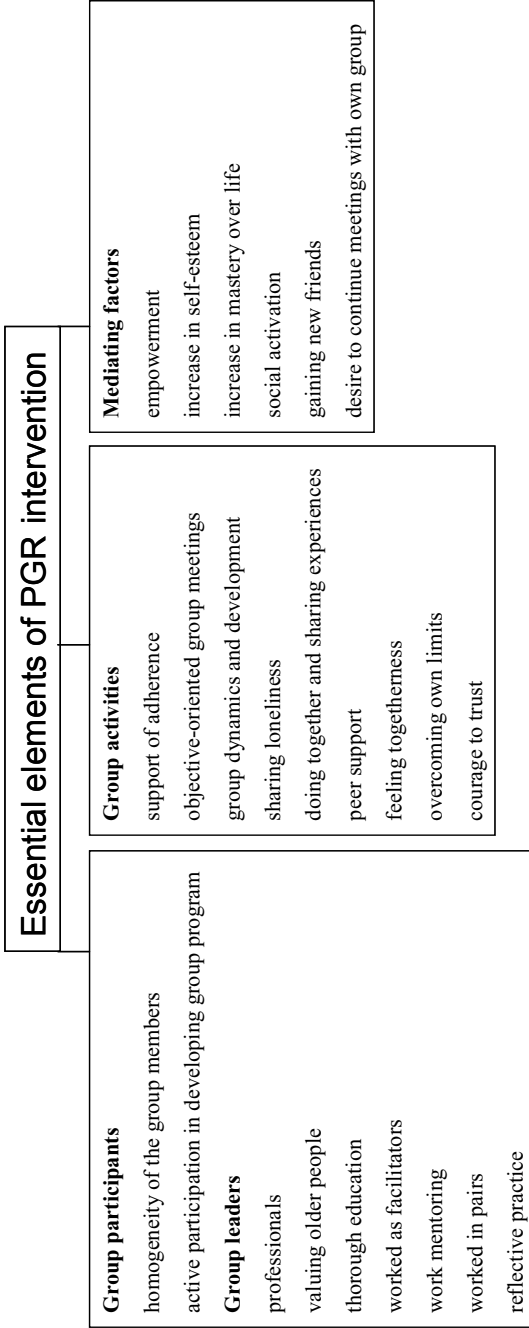 Essential elements of PGR intervention
Group participants
homogeneity of the group members
active participation in developing group program
Group leaders
professionals
valuing older people
thorough education
worked as facilitators
work mentoring
worked in pairs
reflective practice
Group activities
support of adherence
objective-oriented group meetings
group dynamics and development
sharing loneliness
doing together and sharing experiences
peer support
feeling togetherness
overcoming own limits
courage to trust
Mediating factors
empowerment
increase in self-esteem
increase in mastery over life
social activation
gaining new friends
desire to continue meetings with own group